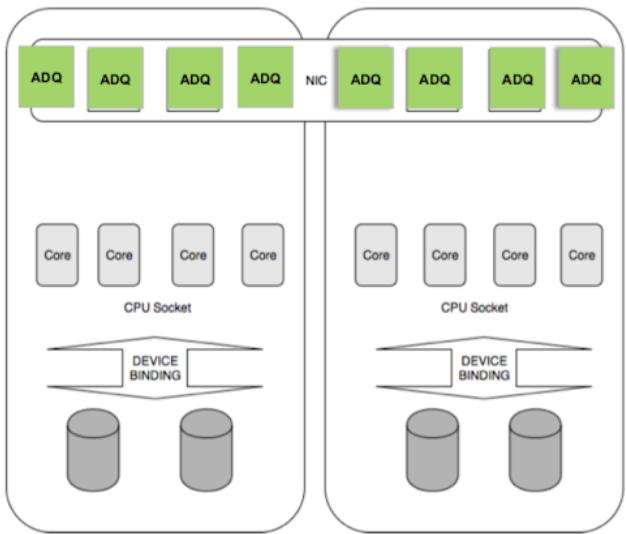 ADQ ADQ ADQ ADQ NIC ADQ ADQ ADQ ADQ
Core Core Core Core Core Core Core Core
CPU Socket CPU Socket
DEVICE DEVICE
BINDING BINDING